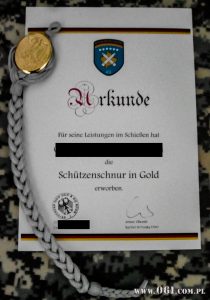 Urkunde
Für seine Leistungen im Schießen hat
die
Schützenschnur in Gold
erworben.
www.061.com.pl